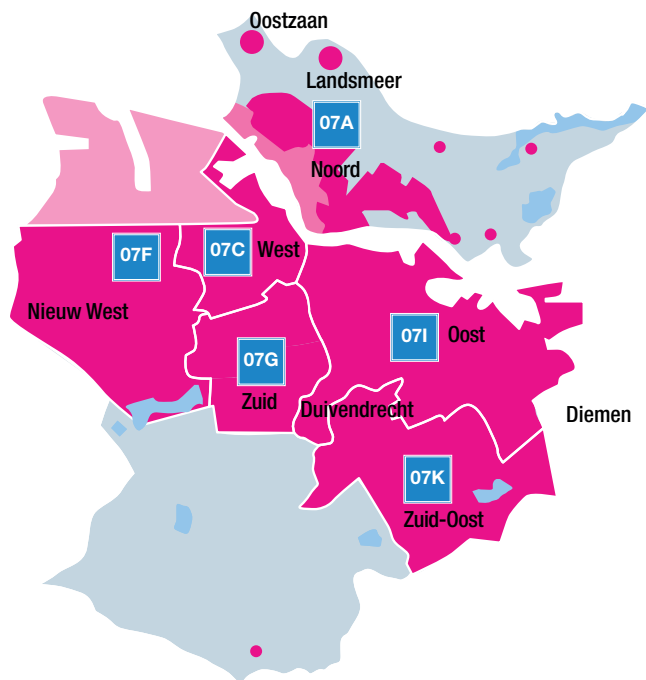 Oostzaan
Landsmeer
07A
Noord
07F
07C
West
Nieuw West
07I
Oost
07G
Zuid
Duivendrecht
Diemen
07K
Zuid-Oost